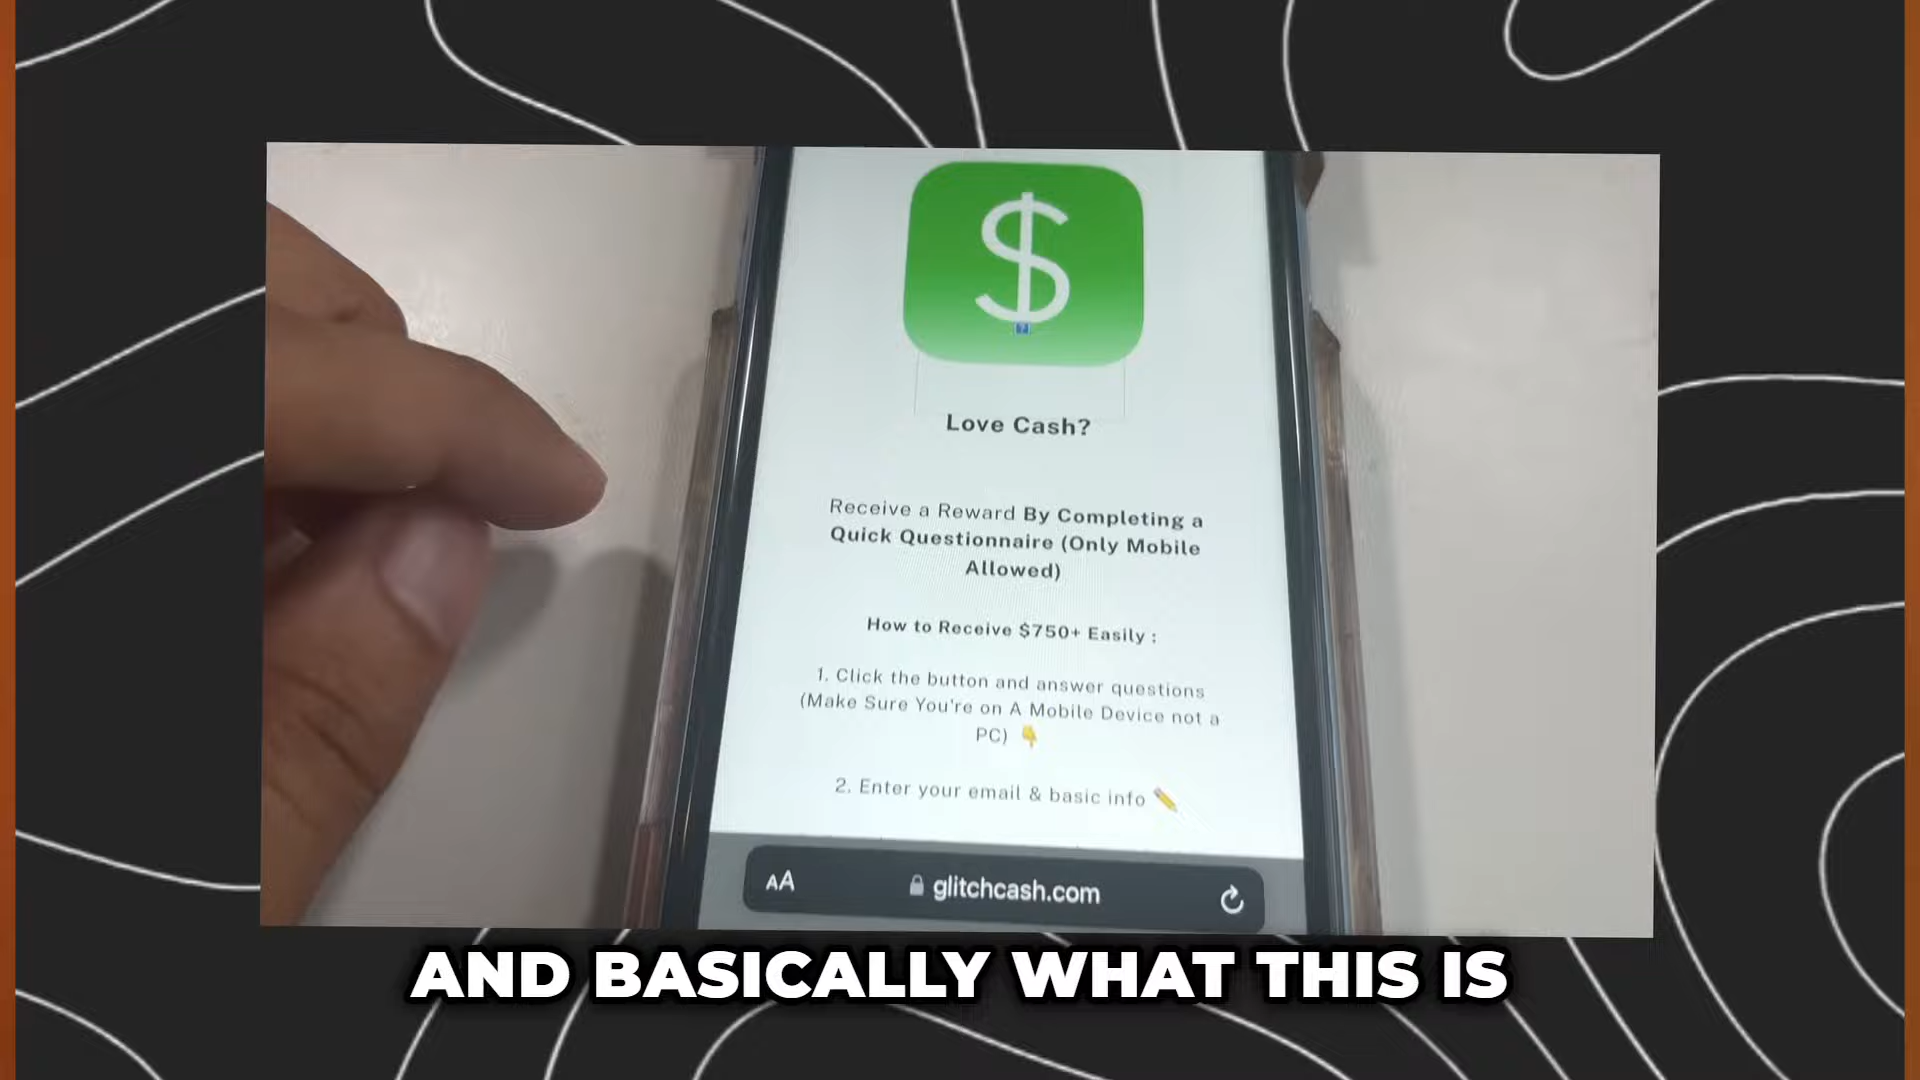 $
?
Love Cash?
Receive a Reward By Completing a
Quick Questionnaire (Only Mobile
Allowed)
How to Receive $750+ Easily :
1. Click the button and answer questions
(Make Sure You're on A Mobile Device not a
PC) 👇
2. Enter your email & basic info ✏️
AA glitchcash.com
AND BASICALLY WHAT THIS IS